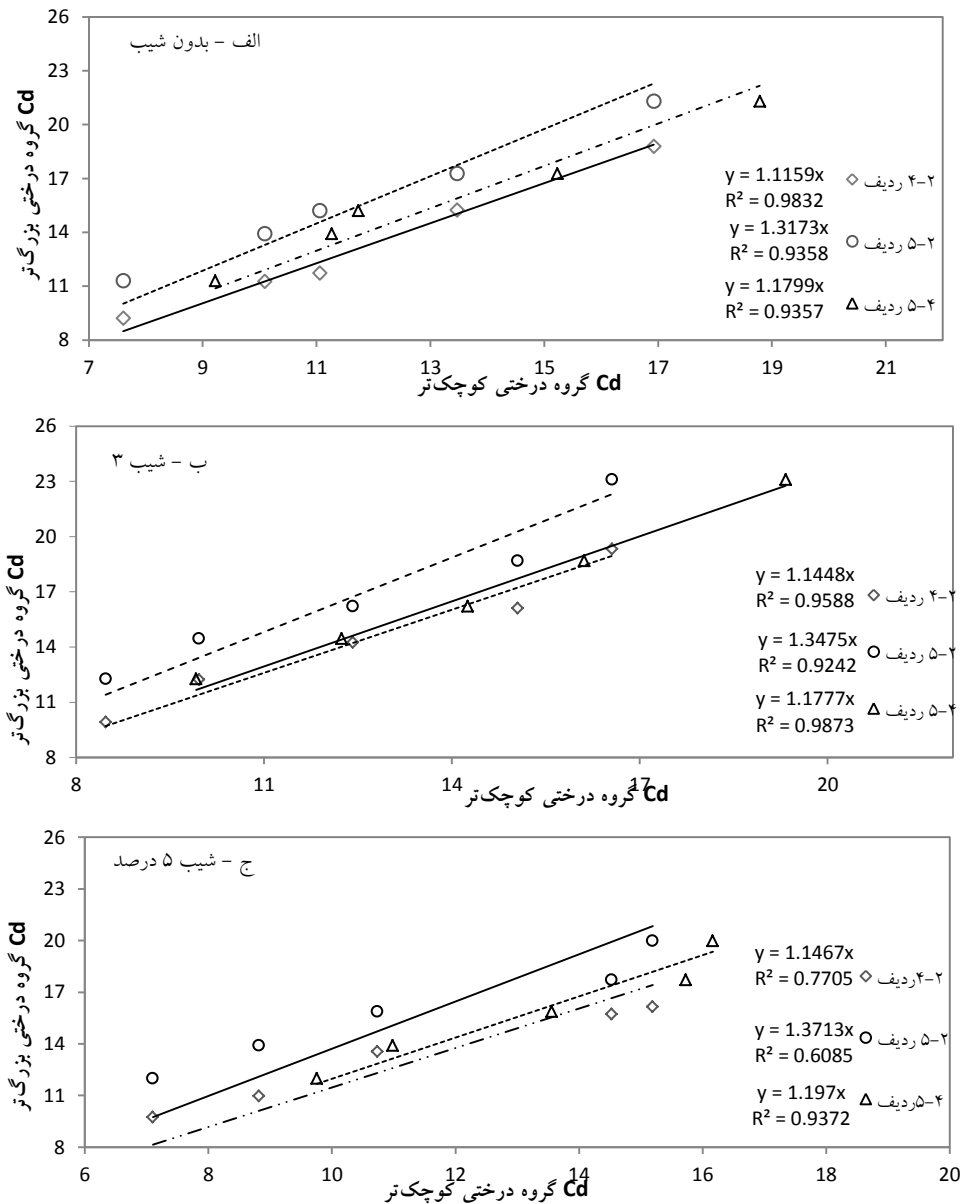 الف - بدون شیب
Cd گروه درختی بزرگ‌تر
26
23
20
17
14
11
8
7
9
11
13
15
17
19
21
Cd گروه درختی کوچک‌تر
y = 1.1159x
R² = 0.9832
۴-۲ ردیف
y = 1.3173x
R² = 0.9358
۵-۲ ردیف
y = 1.1799x
R² = 0.9357
۵-۴ ردیف
ب - شیب ۳
Cd گروه درختی بزرگ‌تر
26
23
20
17
14
11
8
8
11
14
17
20
Cd گروه درختی کوچک‌تر
y = 1.1448x
R² = 0.9588
۴-۲ ردیف
y = 1.3475x
R² = 0.9242
۵-۲ ردیف
y = 1.1777x
R² = 0.9873
۵-۴ ردیف
ج - شیب ۵ درصد
Cd گروه درختی بزرگ‌تر
26
23
20
17
14
11
8
6
8
10
12
14
16
18
20
Cd گروه درختی کوچک‌تر
y = 1.1467x
R² = 0.7705
۴-۲ردیف
y = 1.3713x
R² = 0.6085
۵-۲ ردیف
y = 1.197x
R² = 0.9372
۵-۴ردیف